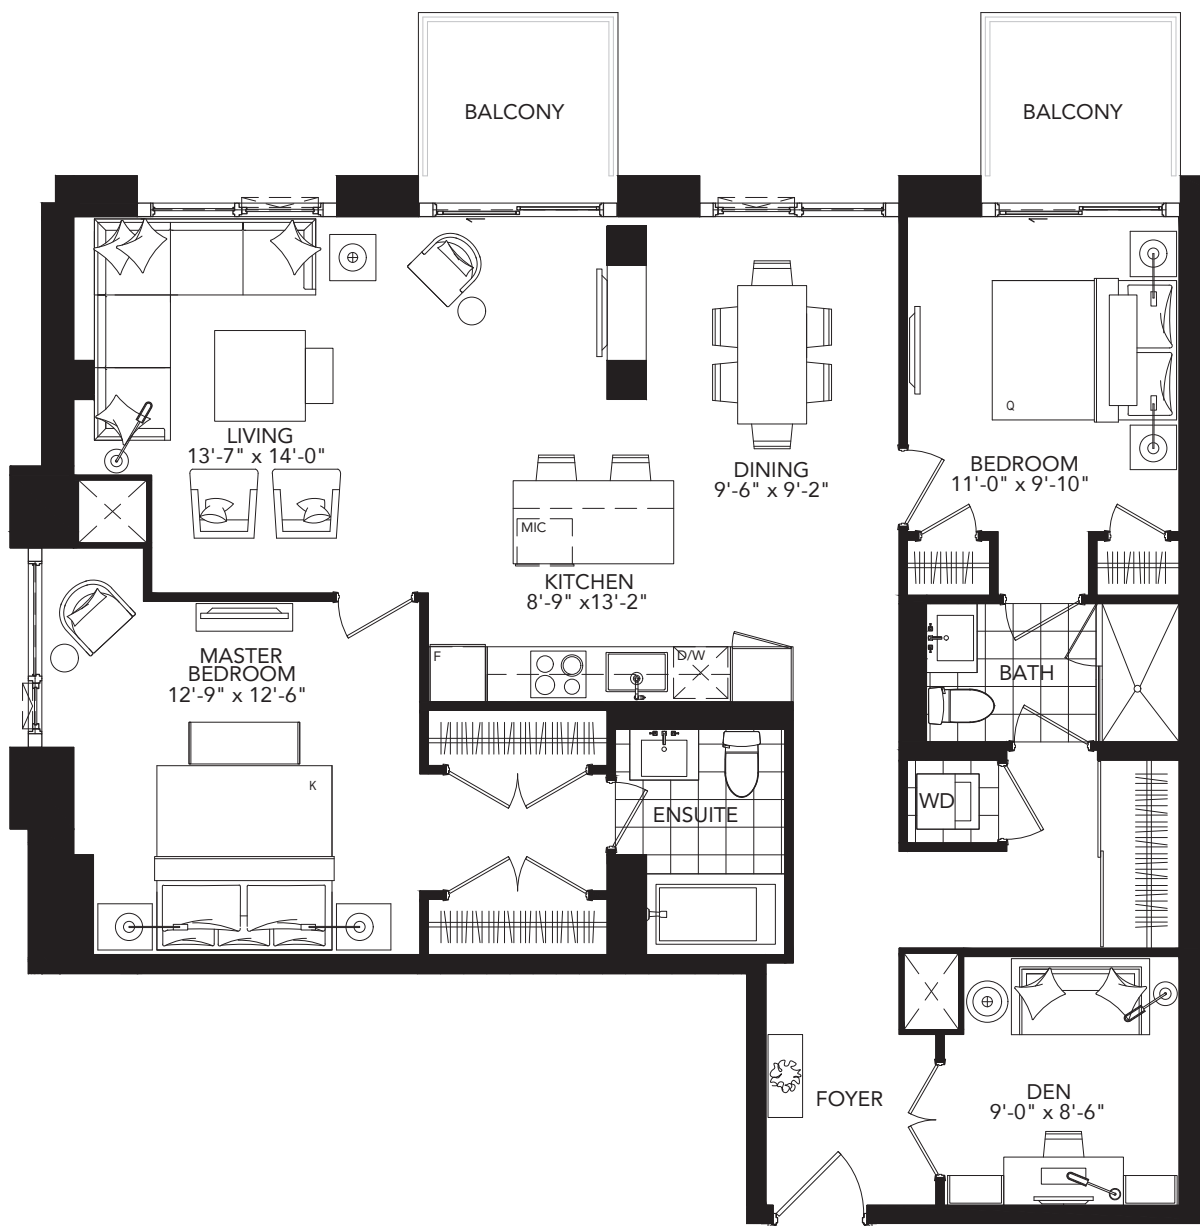 BALCONY
BALCONY
LIVING
13'-7" x 14'-0"
DINING
9'-6" x 9'-2"
Q
BEDROOM
11'-0" x 9'-10"
MIC
KITCHEN
8'-9" x13'-2"
F
D/W
MASTER
BEDROOM
12'-9" x 12'-6"
BATH
K
ENSUITE
WD
FOYER
DEN
9'-0" x 8'-6"